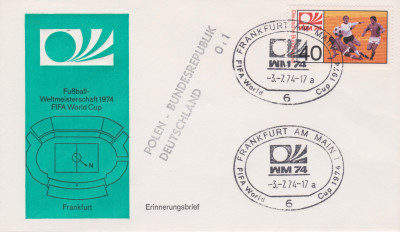 Fußball-
Weltmeisterschaft 1974
FIFA World Cup
N
Frankfurt
Erinnerungsbrief
POLEN - BUNDESREPUBLIK
DEUTSCHLAND
0:1
40
FRANKFURT AM MAIN 1
WM 74
-3.-7.74-17 a
FIFA World Cup 1974
6
FRANKFURT AM MAIN 1
WM 74
-3.-7.74-17 a
FIFA World Cup 1974
6